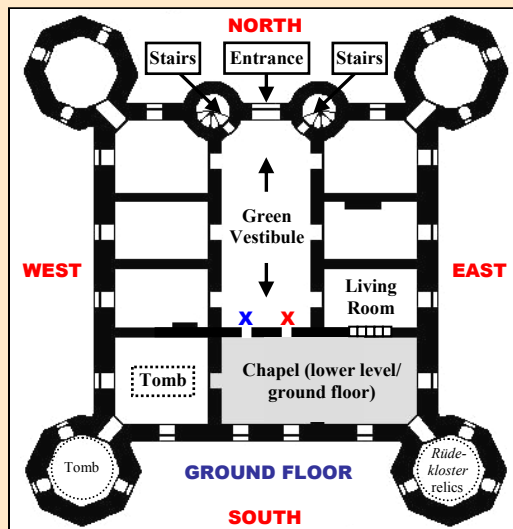 NORTH
Stairs
Entrance
Stairs
Green
Vestibule
WEST
EAST
Living
Room
X
X
Tomb
Chapel (lower level/
ground floor)
Tomb
GROUND FLOOR
Rüde-
kloster
relics
SOUTH